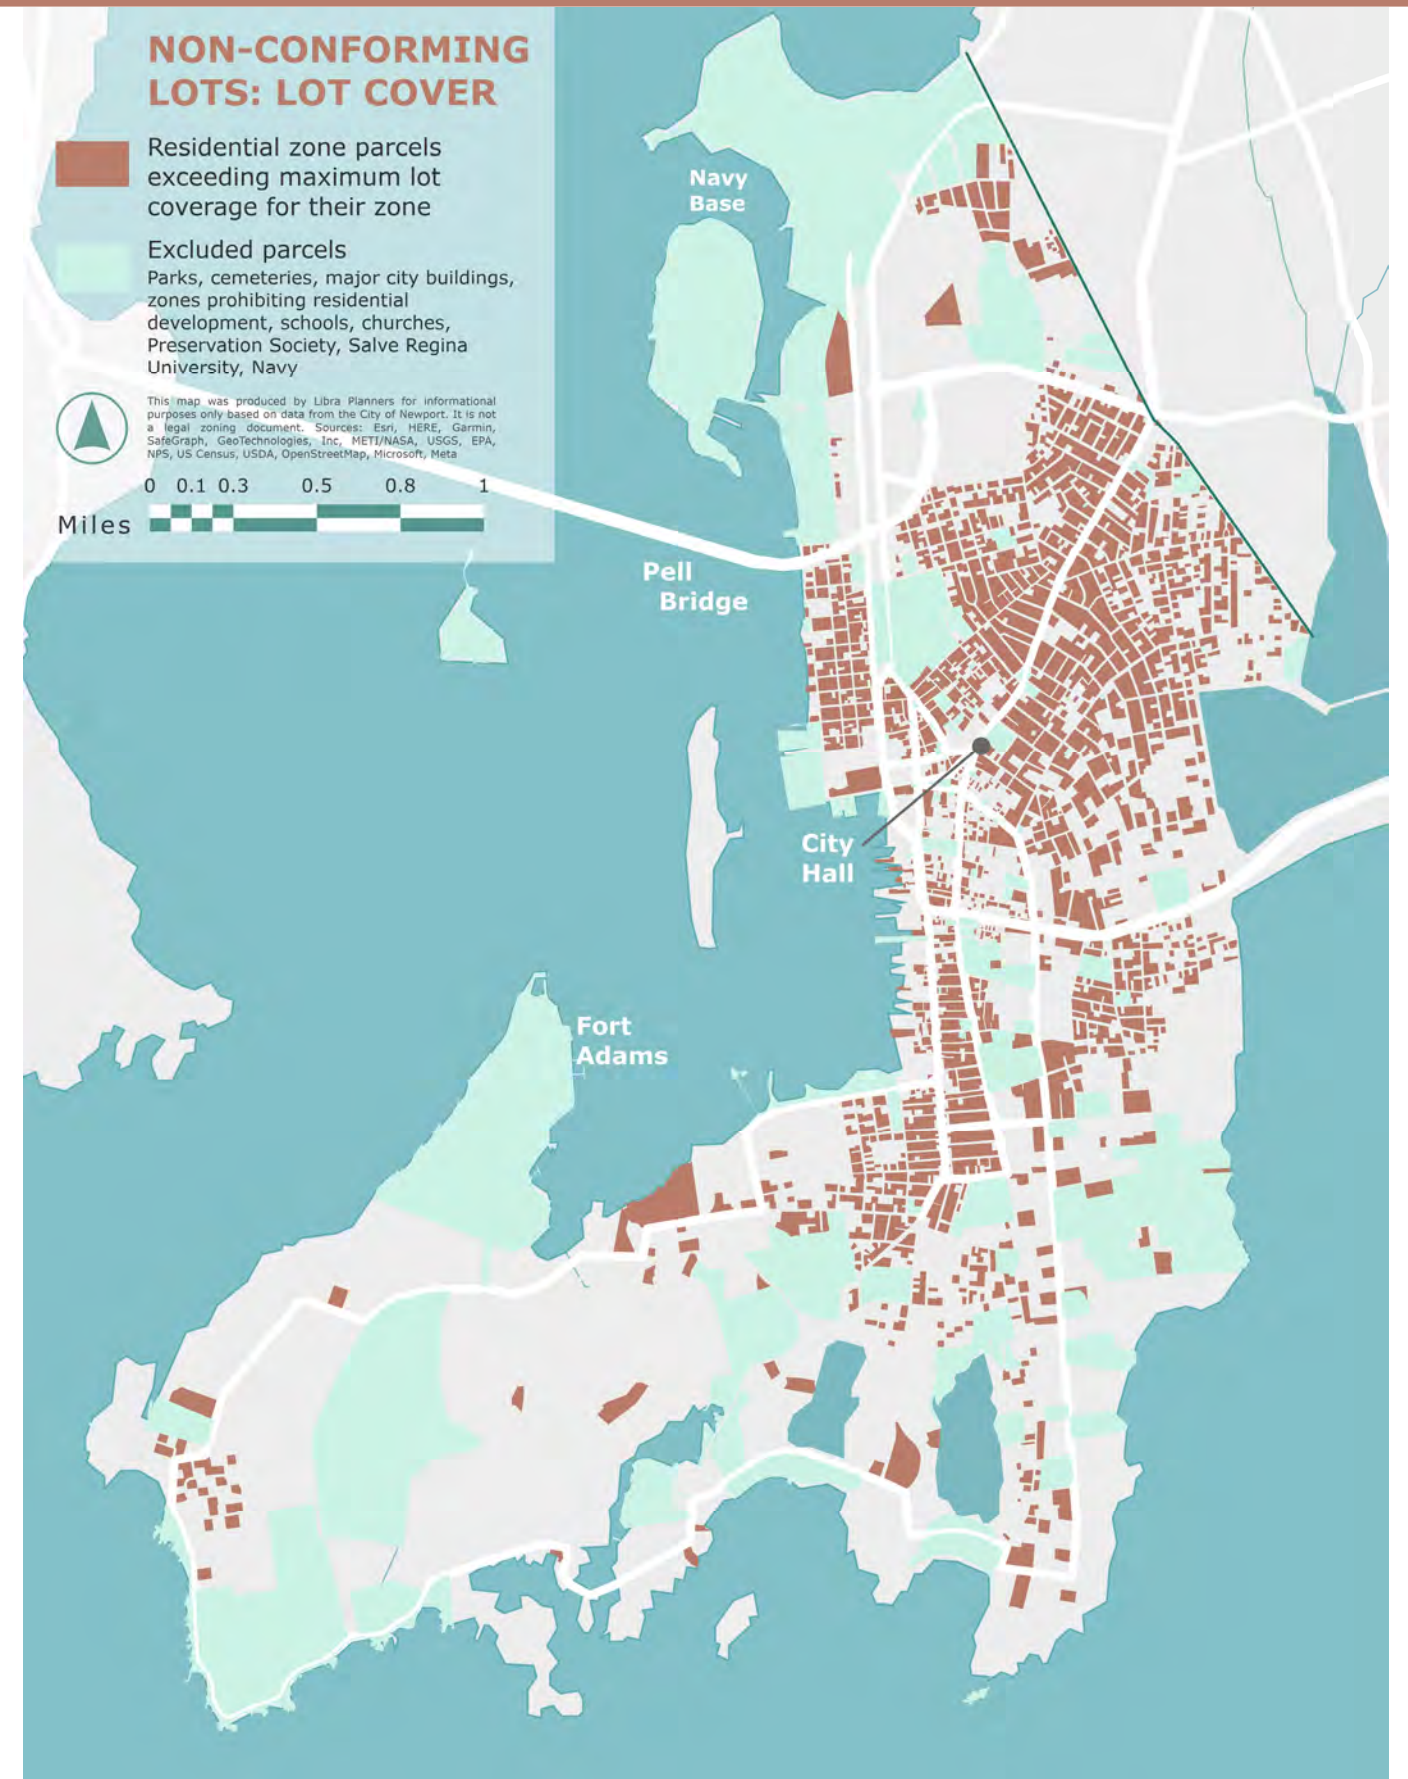 NON-CONFORMING
LOTS: LOT COVER
Residential zone parcels
exceeding maximum lot
coverage for their zone
Excluded parcels
Parks, cemeteries, major city buildings,
zones prohibiting residential
development, schools, churches,
Preservation Society, Salve Regina
University, Navy
This map was produced by Libra Planners for informational
purposes only based on data from the City of Newport. It is not
a legal zoning document. Sources: Esri, HERE, Garmin,
SafeGraph, GeoTechnologies, Inc, METI/NASA, USGS, EPA,
NPS, US Census, USDA, OpenStreetMap, Microsoft, Meta
0 0.1 0.3 0.5 0.8 1
Miles
Navy
Base
Pell
Bridge
City
Hall
Fort
Adams